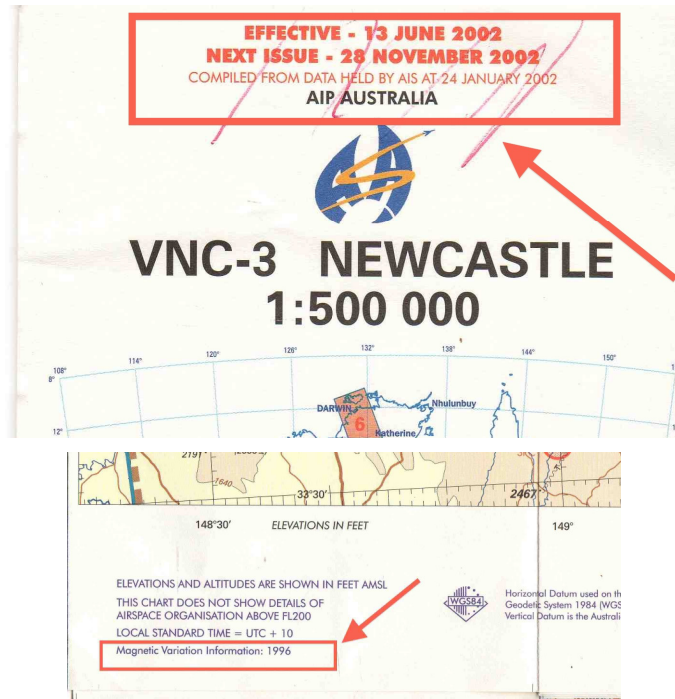 EFFECTIVE - 13 JUNE 2002
NEXT ISSUE - 28 NOVEMBER 2002
COMPILED FROM DATA HELD BY AIS AT 24 JANUARY 2002
AIP AUSTRALIA
VNC-3 NEWCASTLE
1:500 000
108° 114° 120° 126° 132° 138° 144° 150°
8°
DARWIN Nhulunbuy
6
12° Katherine
2191
1640
33°30' 2467
148°30' ELEVATIONS IN FEET 149°
ELEVATIONS AND ALTITUDES ARE SHOWN IN FEET AMSL
THIS CHART DOES NOT SHOW DETAILS OF
AIRSPACE ORGANISATION ABOVE FL200
LOCAL STANDARD TIME = UTC + 10
Magnetic Variation Information: 1996
WGS84
Horizontal Datum used on th
Geodetic System 1984 (WGS
Vertical Datum is the Australi